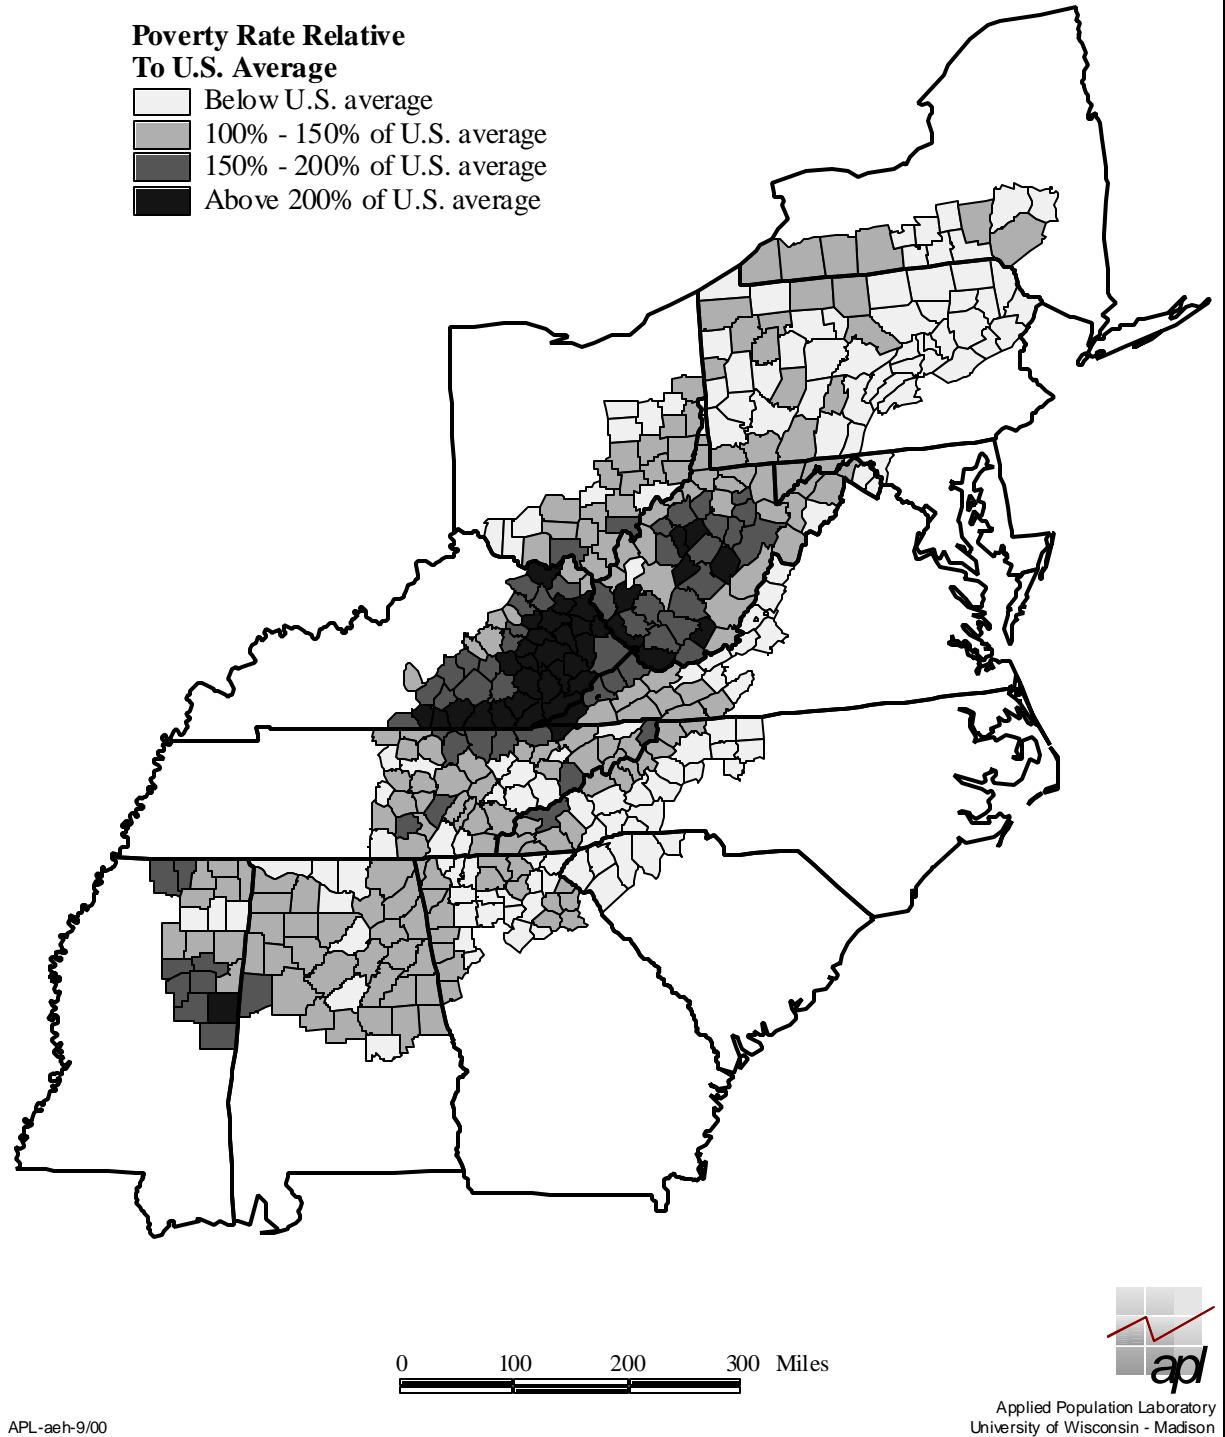 Poverty Rate Relative
To U.S. Average
Below U.S. average
100% - 150% of U.S. average
150% - 200% of U.S. average
Above 200% of U.S. average
0 100 200 300 Miles
apl
Applied Population Laboratory
APL-aeh-9/00 University of Wisconsin - Madison